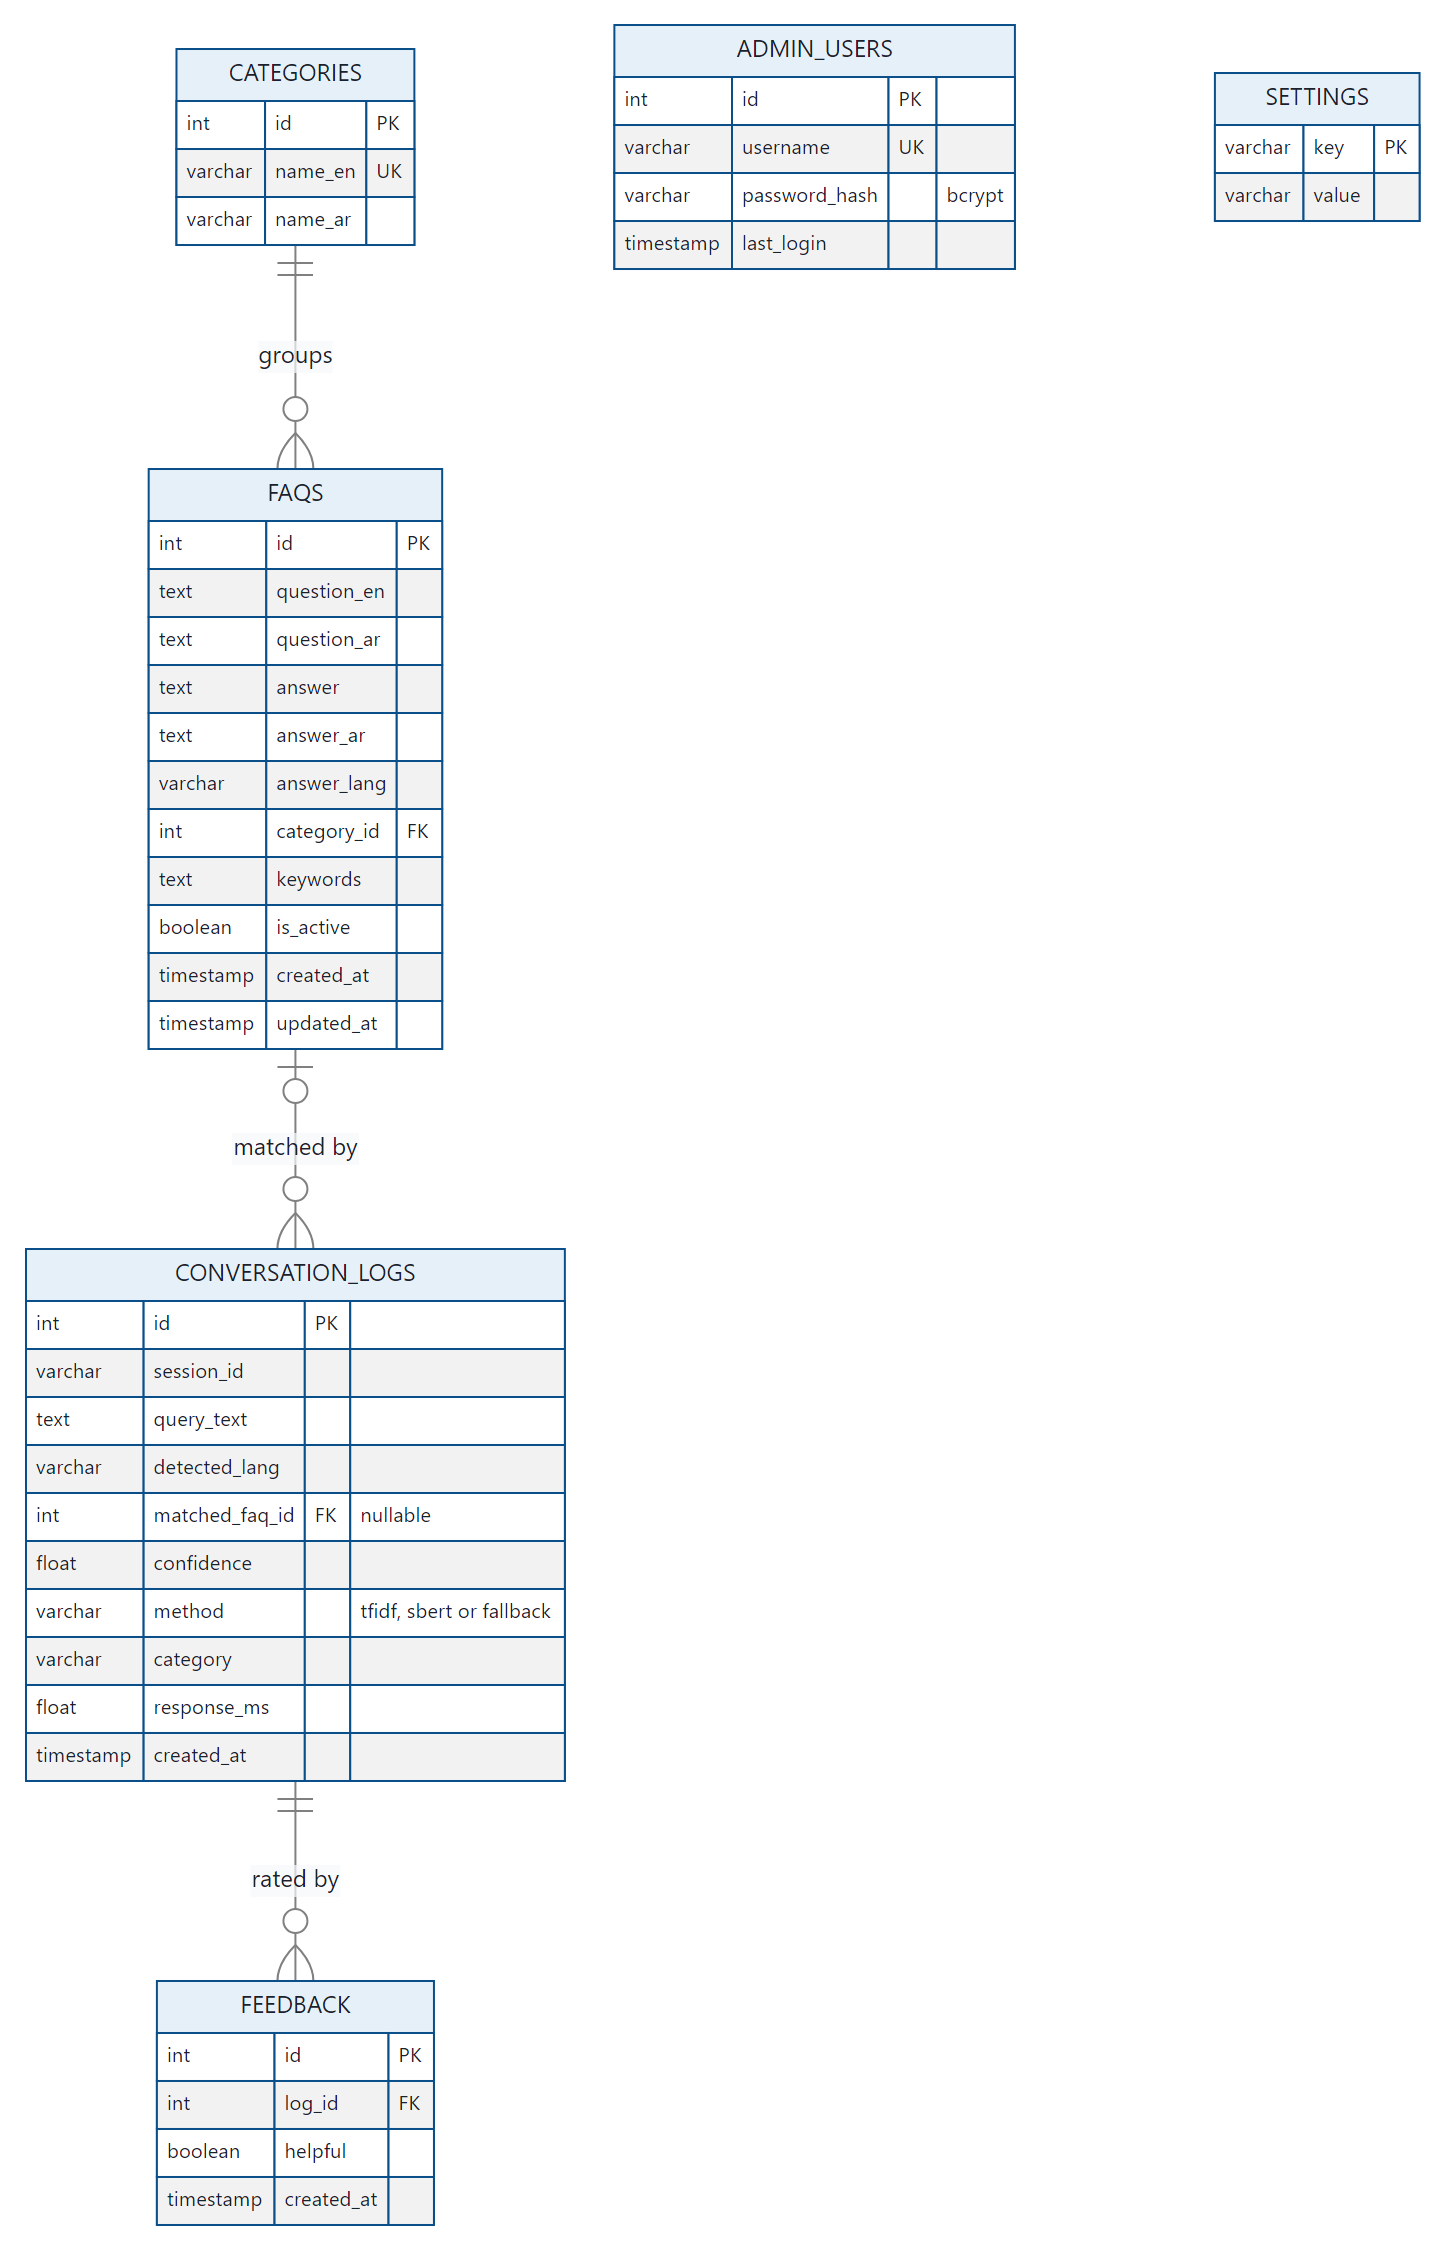 CATEGORIES
int id PK
varchar name_en UK
varchar name_ar
ADMIN_USERS
int id PK
varchar username UK
varchar password_hash bcrypt
timestamp last_login
SETTINGS
varchar key PK
varchar value
groups
FAQS
int id PK
text question_en
text question_ar
text answer
text answer_ar
varchar answer_lang
int category_id FK
text keywords
boolean is_active
timestamp created_at
timestamp updated_at
matched by
CONVERSATION_LOGS
int id PK
varchar session_id
text query_text
varchar detected_lang
int matched_faq_id FK nullable
float confidence
varchar method tfidf, sbert or fallback
varchar category
float response_ms
timestamp created_at
rated by
FEEDBACK
int id PK
int log_id FK
boolean helpful
timestamp created_at